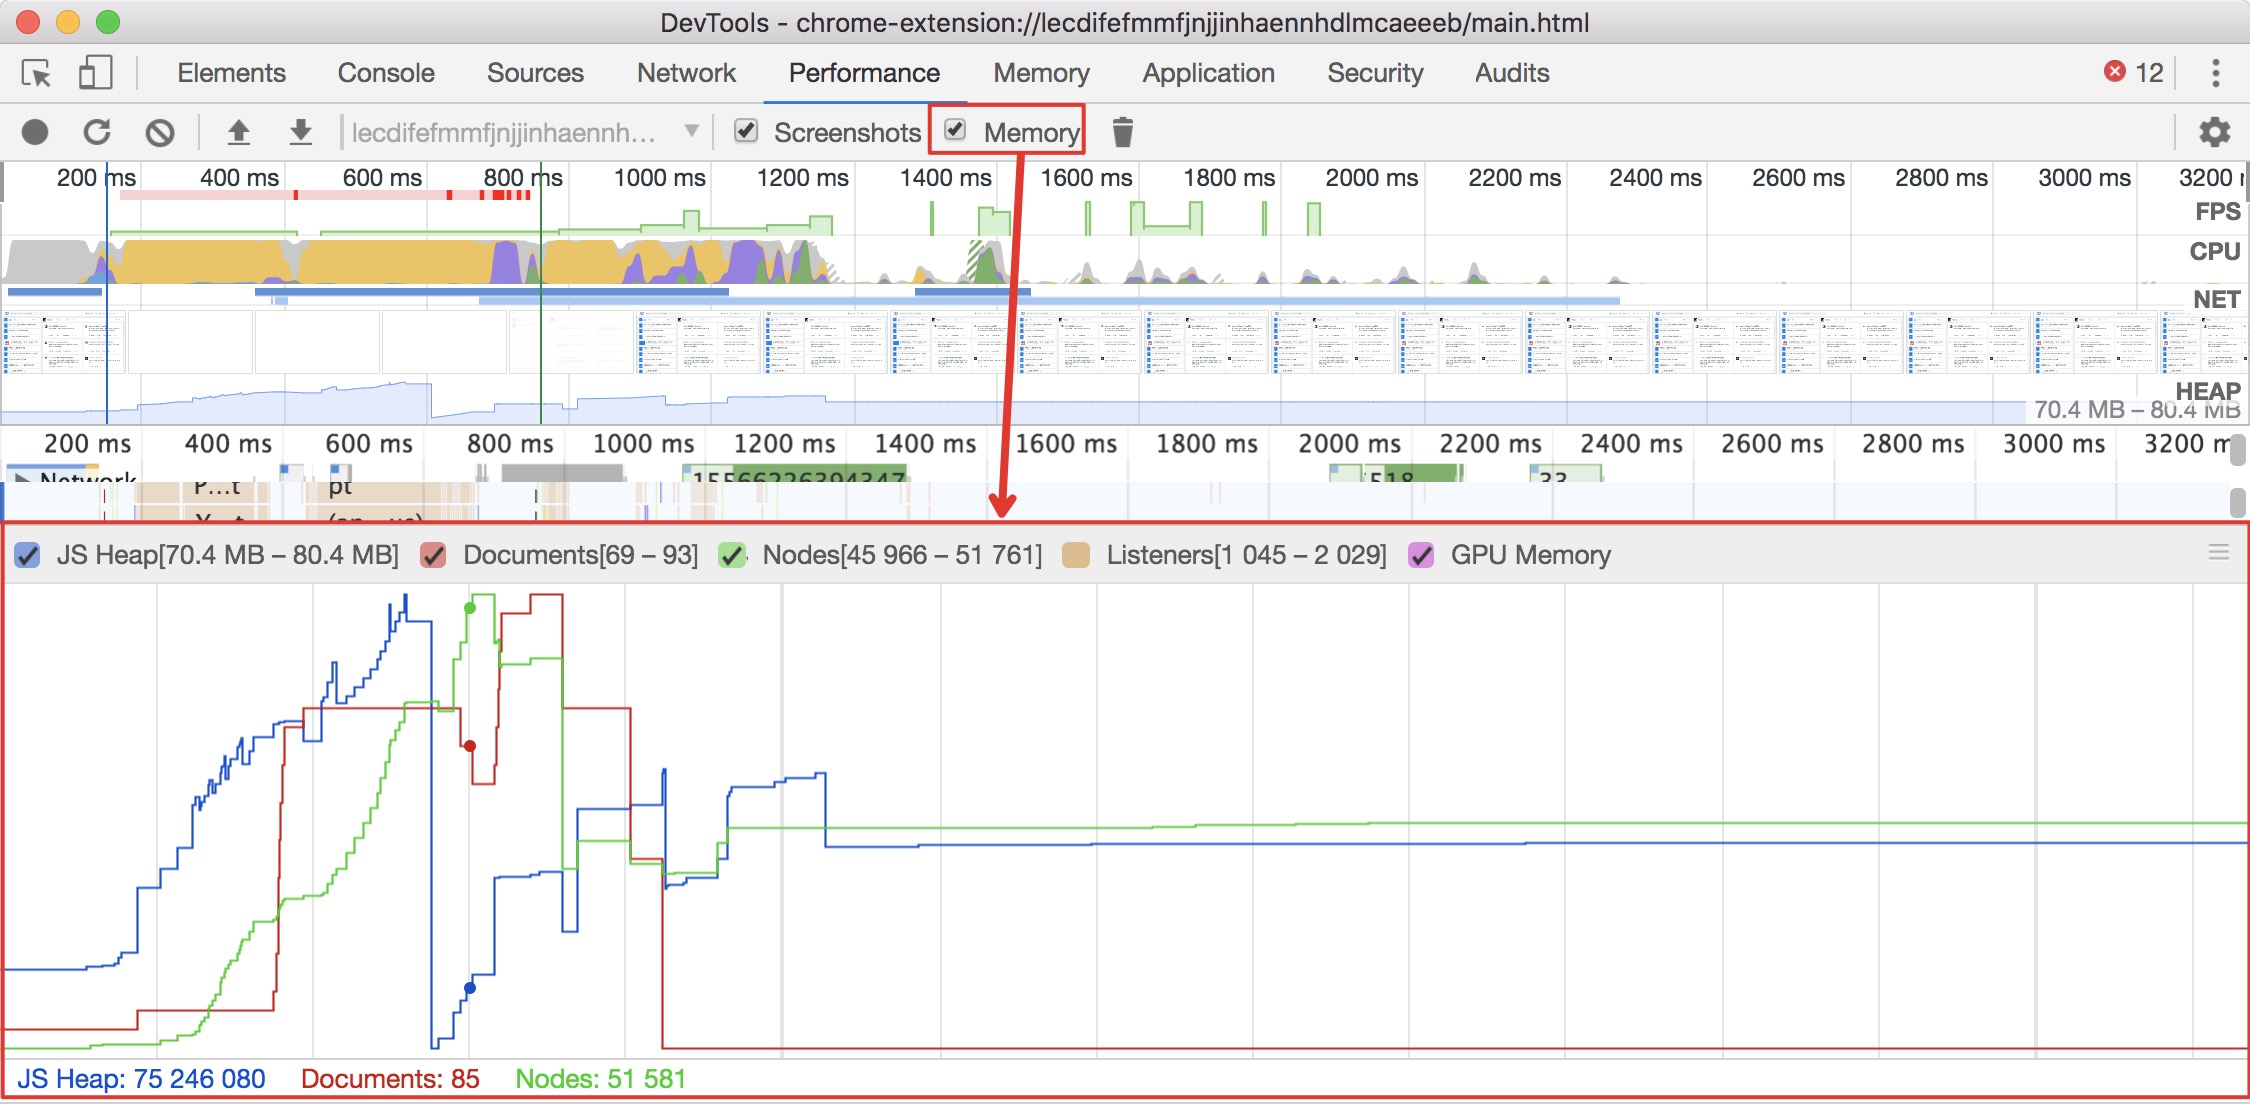 DevTools - chrome-extension://lecdifefmmfjnjjinhaennhdlmcaeeeb/main.html
Elements Console Sources Network Performance Memory Application Security Audits 12
lecdifefmmfjnjjinhaennh... Screenshots Memory
200 ms 400 ms 600 ms 800 ms 1000 ms 1200 ms 1400 ms 1600 ms 1800 ms 2000 ms 2200 ms 2400 ms 2600 ms 2800 ms 3000 ms 3200
FPS
CPU
NET
HEAP
70.4 MB – 80.4 MB
200 ms 400 ms 600 ms 800 ms 1000 ms 1200 ms 1400 ms 1600 ms 1800 ms 2000 ms 2200 ms 2400 ms 2600 ms 2800 ms 3000 ms 3200 m
Network 15566226394347 518 33
P...t pt
JS Heap[70.4 MB – 80.4 MB] Documents[69 – 93] Nodes[45 966 – 51 761] Listeners[1 045 – 2 029] GPU Memory
JS Heap: 75 246 080 Documents: 85 Nodes: 51 581